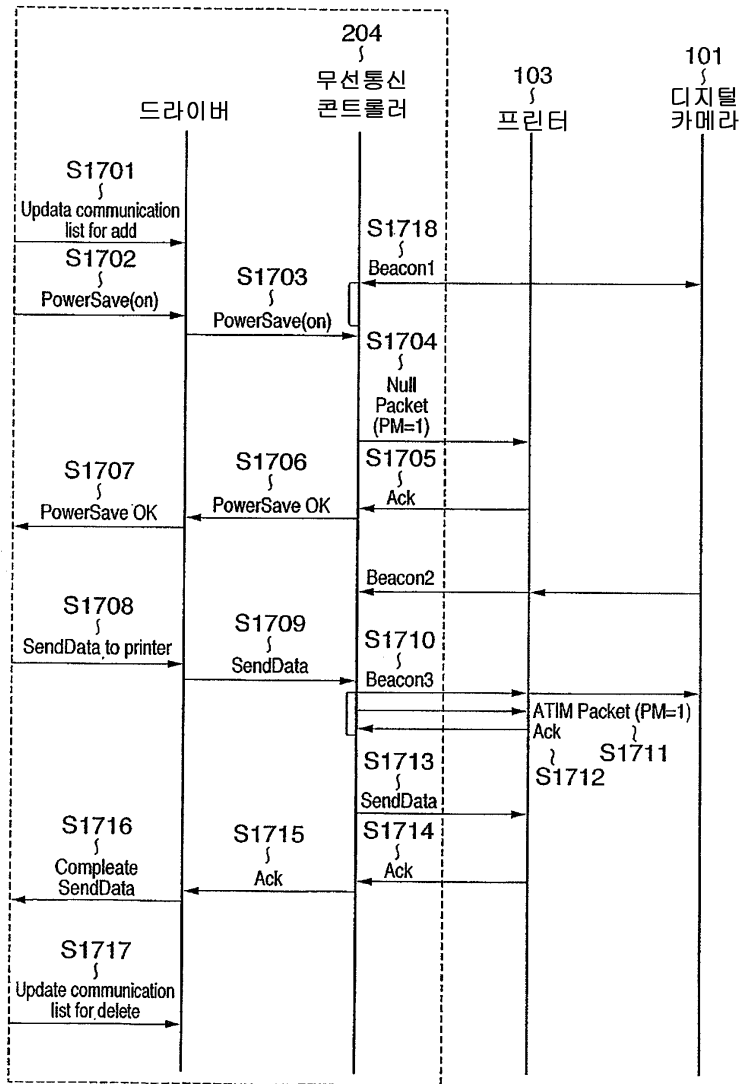 204
무선통신
콘트롤러
101
디지털
카메라
103
프린터
드라이버
S1701
Updata communication
list for add
S1718
Beacon1
S1702
PowerSave(on)
S1703
PowerSave(on)
S1704
Null
Packet
(PM=1)
S1705
Ack
S1706
PowerSave OK
S1707
PowerSave OK
Beacon2
S1708
SendData to printer
S1709
SendData
S1710
Beacon3
ATIM Packet (PM=1)
Ack
S1711
S1712
S1713
SendData
S1714
Ack
S1715
Ack
S1716
Compleate
SendData
S1717
Update communication
list for delete